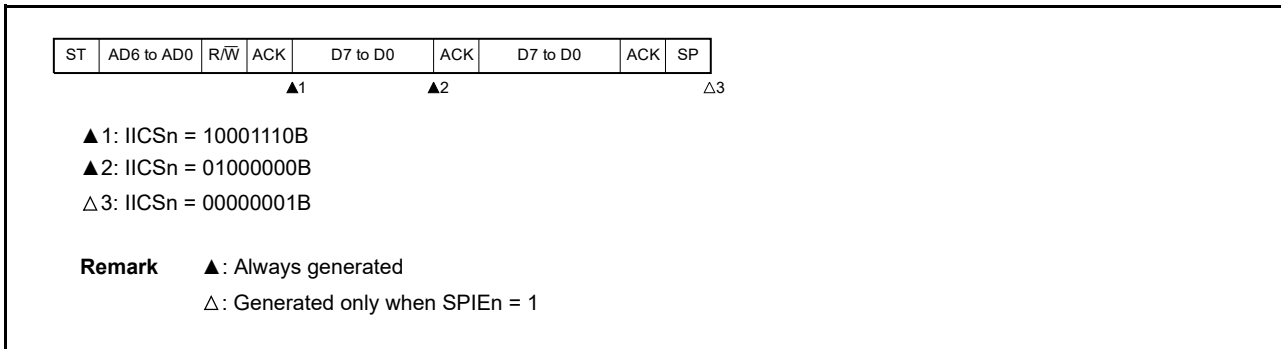 ST AD6 to AD0 R/W̅ ACK D7 to D0 ACK D7 to D0 ACK SP
▲1 ▲2 △3
▲1: IICSn = 10001110B
▲2: IICSn = 01000000B
△3: IICSn = 00000001B
Remark ▲: Always generated
△: Generated only when SPIEn = 1